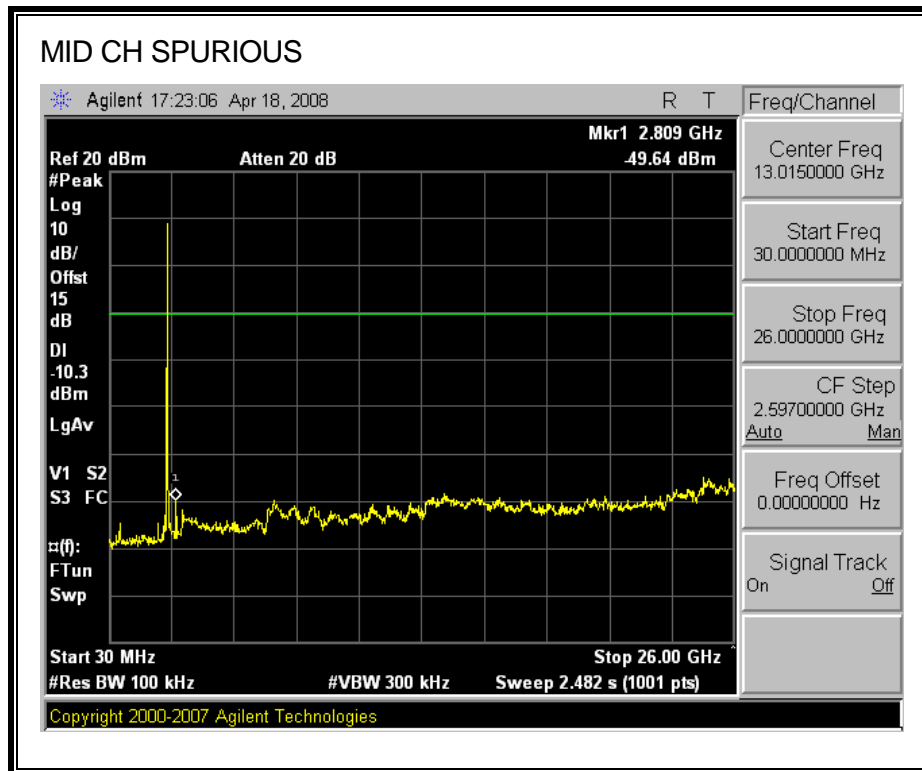 MID CH SPURIOUS
Agilent 17:23:06 Apr 18, 2008 R T
Mkr1 2.809 GHz
Ref 20 dBm Atten 20 dB -49.64 dBm
#Peak
Log
10
dB/
Offst
15
dB
DI
-10.3
dBm
LgAv
V1 S2
S3 FC
¤(f):
FTun
Swp
1
Start 30 MHz Stop 26.00 GHz ^
#Res BW 100 kHz #VBW 300 kHz Sweep 2.482 s (1001 pts)
Copyright 2000-2007 Agilent Technologies
Freq/Channel
Center Freq
13.0150000 GHz
Start Freq
30.0000000 MHz
Stop Freq
26.0000000 GHz
CF Step
2.59700000 GHz
Auto Man
Freq Offset
0.00000000 Hz
Signal Track
On Off